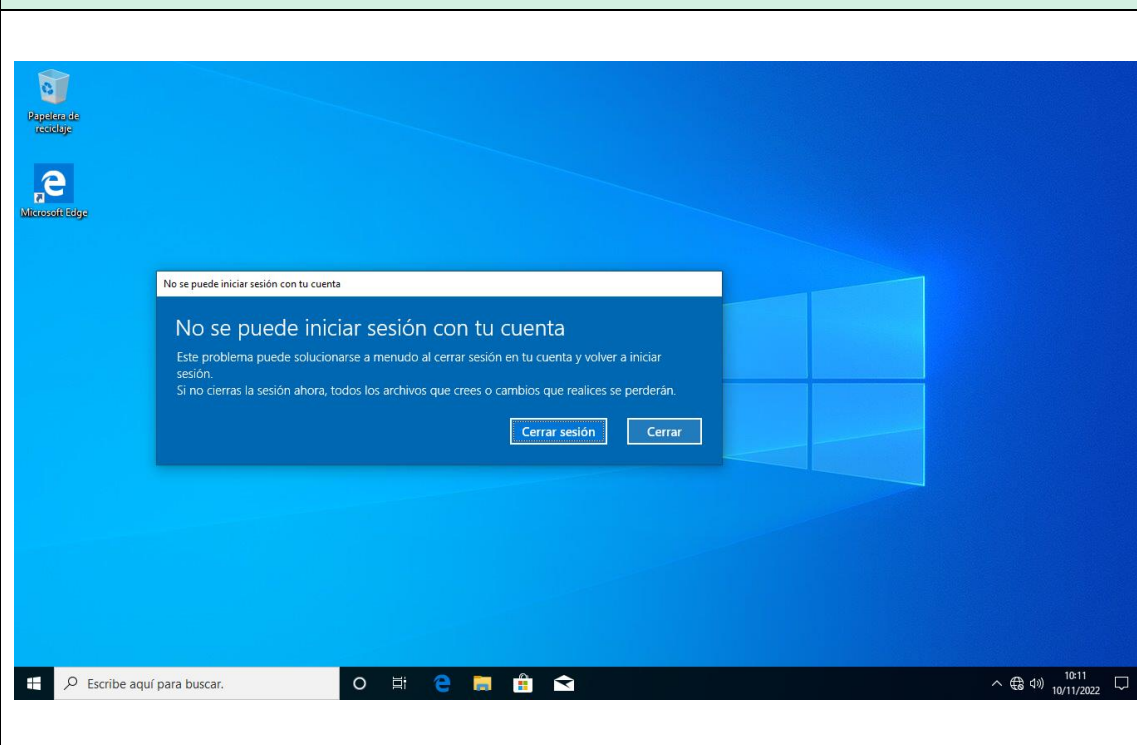 Papelera de
reciclaje
Microsoft Edge
No se puede iniciar sesión con tu cuenta
No se puede iniciar sesión con tu cuenta
Este problema puede solucionarse a menudo al cerrar sesión en tu cuenta y volver a iniciar
sesión.
Si no cierras la sesión ahora, todos los archivos que crees o cambios que realices se perderán.
Cerrar sesión
Cerrar
Escribe aquí para buscar.
10:11
10/11/2022